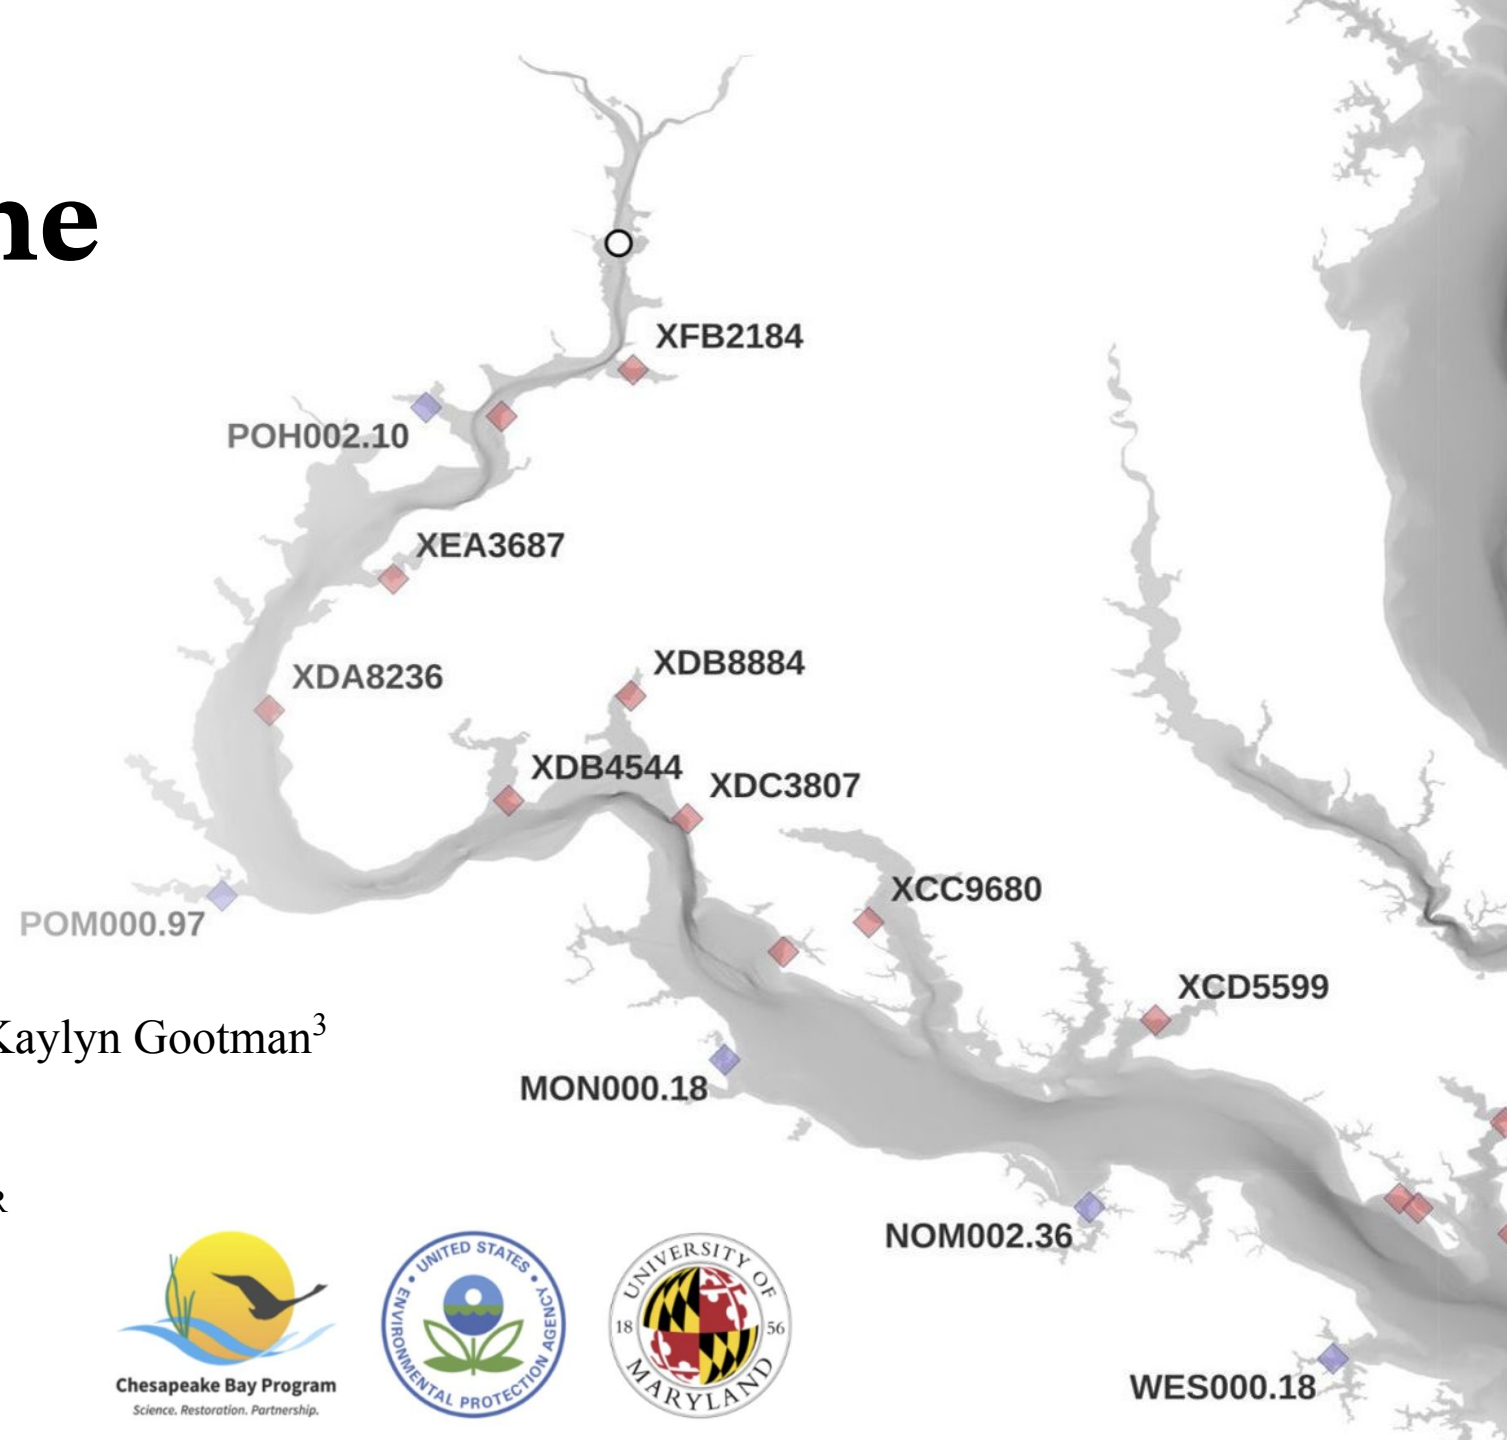 ne
XFB2184
POH002.10
XEA3687
XDB8884
XDA8236
XDB4544
XDC3807
XCC9680
POM000.97
XCD5599
Kaylyn Gootman3
MON000.18
R
NOM002.36
UNITED STATES
ENVIRONMENTAL PROTECTION AGENCY
UNIVERSITY OF
18 56
MARYLAND
Chesapeake Bay Program
Science. Restoration. Partnership.
WES000.18